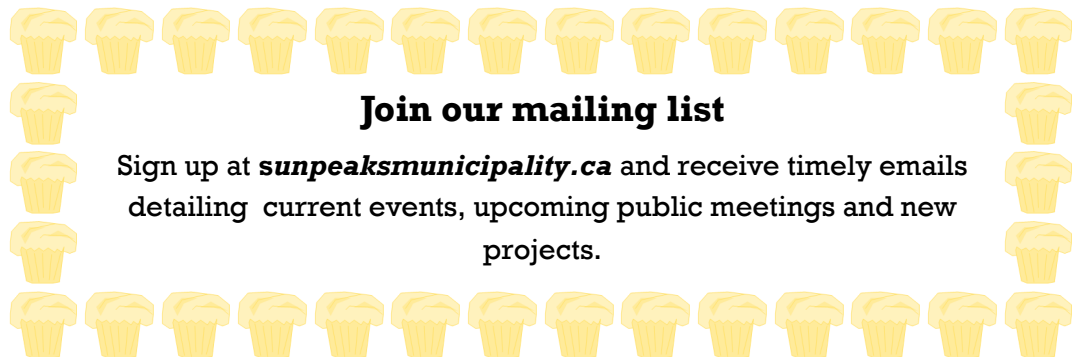 Join our mailing list
Sign up at sunpeaksmunicipality.ca and receive timely emails
detailing current events, upcoming public meetings and new
projects.